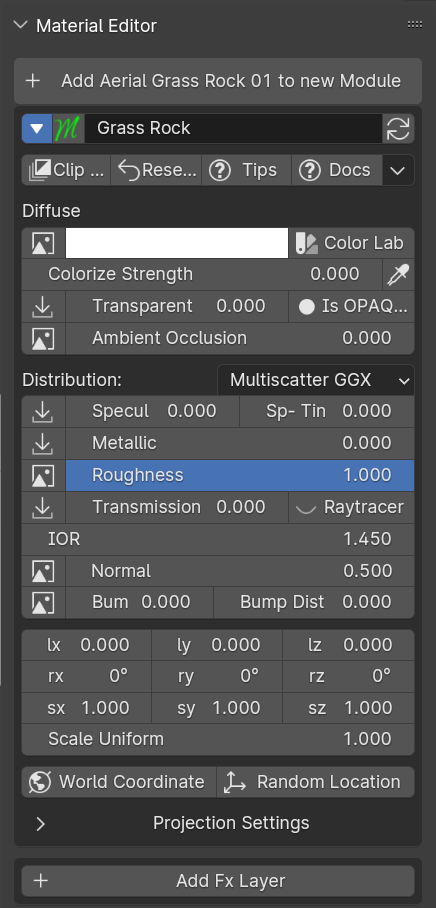 Material Editor
Add Aerial Grass Rock 01 to new Module
Grass Rock
Clip ... Rese... Tips Docs
Diffuse
Color Lab
Colorize Strength 0.000
Transparent 0.000 Is OPAQ...
Ambient Occlusion 0.000
Distribution: Multiscatter GGX
Specul 0.000 Sp- Tin 0.000
Metallic 0.000
Roughness 1.000
Transmission 0.000 Raytracer
IOR 1.450
Normal 0.500
Bum 0.000 Bump Dist 0.000
lx 0.000 ly 0.000 lz 0.000
rx 0° ry 0° rz 0°
sx 1.000 sy 1.000 sz 1.000
Scale Uniform 1.000
World Coordinate Random Location
Projection Settings
Add Fx Layer